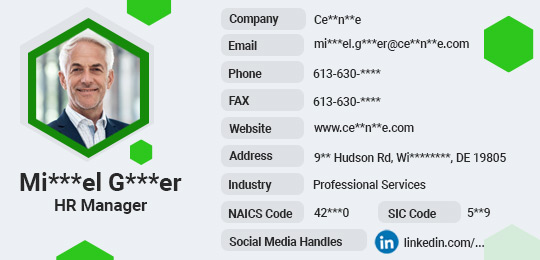 Mi***el G***er
HR Manager
Company Ce**n**e
Email mi***el.g***er@ce**n**e.com
Phone 613-630-****
FAX 613-630-****
Website www.ce**n**e.com
Address 9** Hudson Rd, Wi********, DE 19805
Industry Professional Services
NAICS Code 42***0 SIC Code 5**9
Social Media Handles in linkedin.com/...